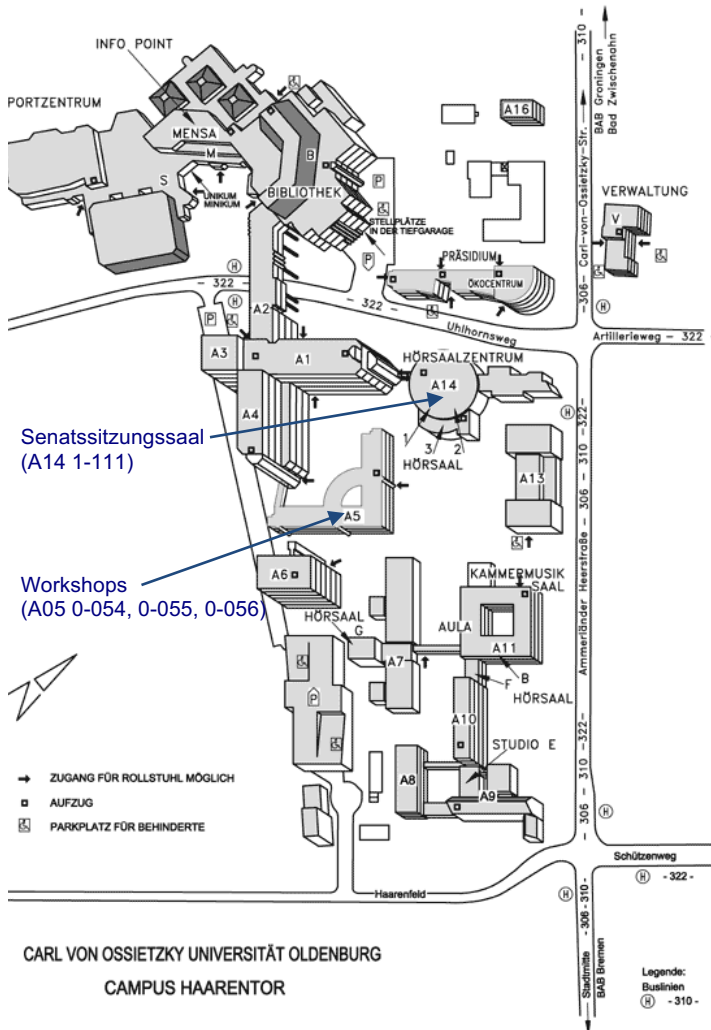 INFO POINT
PORTZENTRUM
MENSA
M
S
B
BIBLIOTHEK
UNIKUM
MINIKUM
STELLPLÄTZE
IN DER TIEFGARAGE
P
P
A16
- 310 -
BAB Groningen
Bad Zwischenahn
Carl-von-Ossietzky-Str.
-306-
VERWALTUNG
V
PRÄSIDIUM
ÖKOCENTRUM
H
H
H
- 322 -
- 322 -
Uhlhornsweg
Artillerieweg - 322 -
A2
P
A3
A1
A4
HÖRSAALZENTRUM
A14
1
3
2
HÖRSAAL
H
Senatssitzungssaal
(A14 1-111)
A13
A5
Workshops
(A05 0-054, 0-055, 0-056)
A6
KAMMERMUSIK
SAAL
HÖRSAAL
G
AULA
A7
A11
B
F
HÖRSAAL
A10
P
STUDIO E
A8
A9
Ammerländer Heerstraße - 306 - 310 -322-
306 - 310 -322-
H
ZUGANG FÜR ROLLSTUHL MÖGLICH
AUFZUG
PARKPLATZ FÜR BEHINDERTE
Schützenweg
H - 322 -
Haarenfeld
H
Stadtmitte -306-310-
BAB Bremen
CARL VON OSSIETZKY UNIVERSITÄT OLDENBURG
CAMPUS HAARENTOR
Legende:
Buslinien
H - 310 -